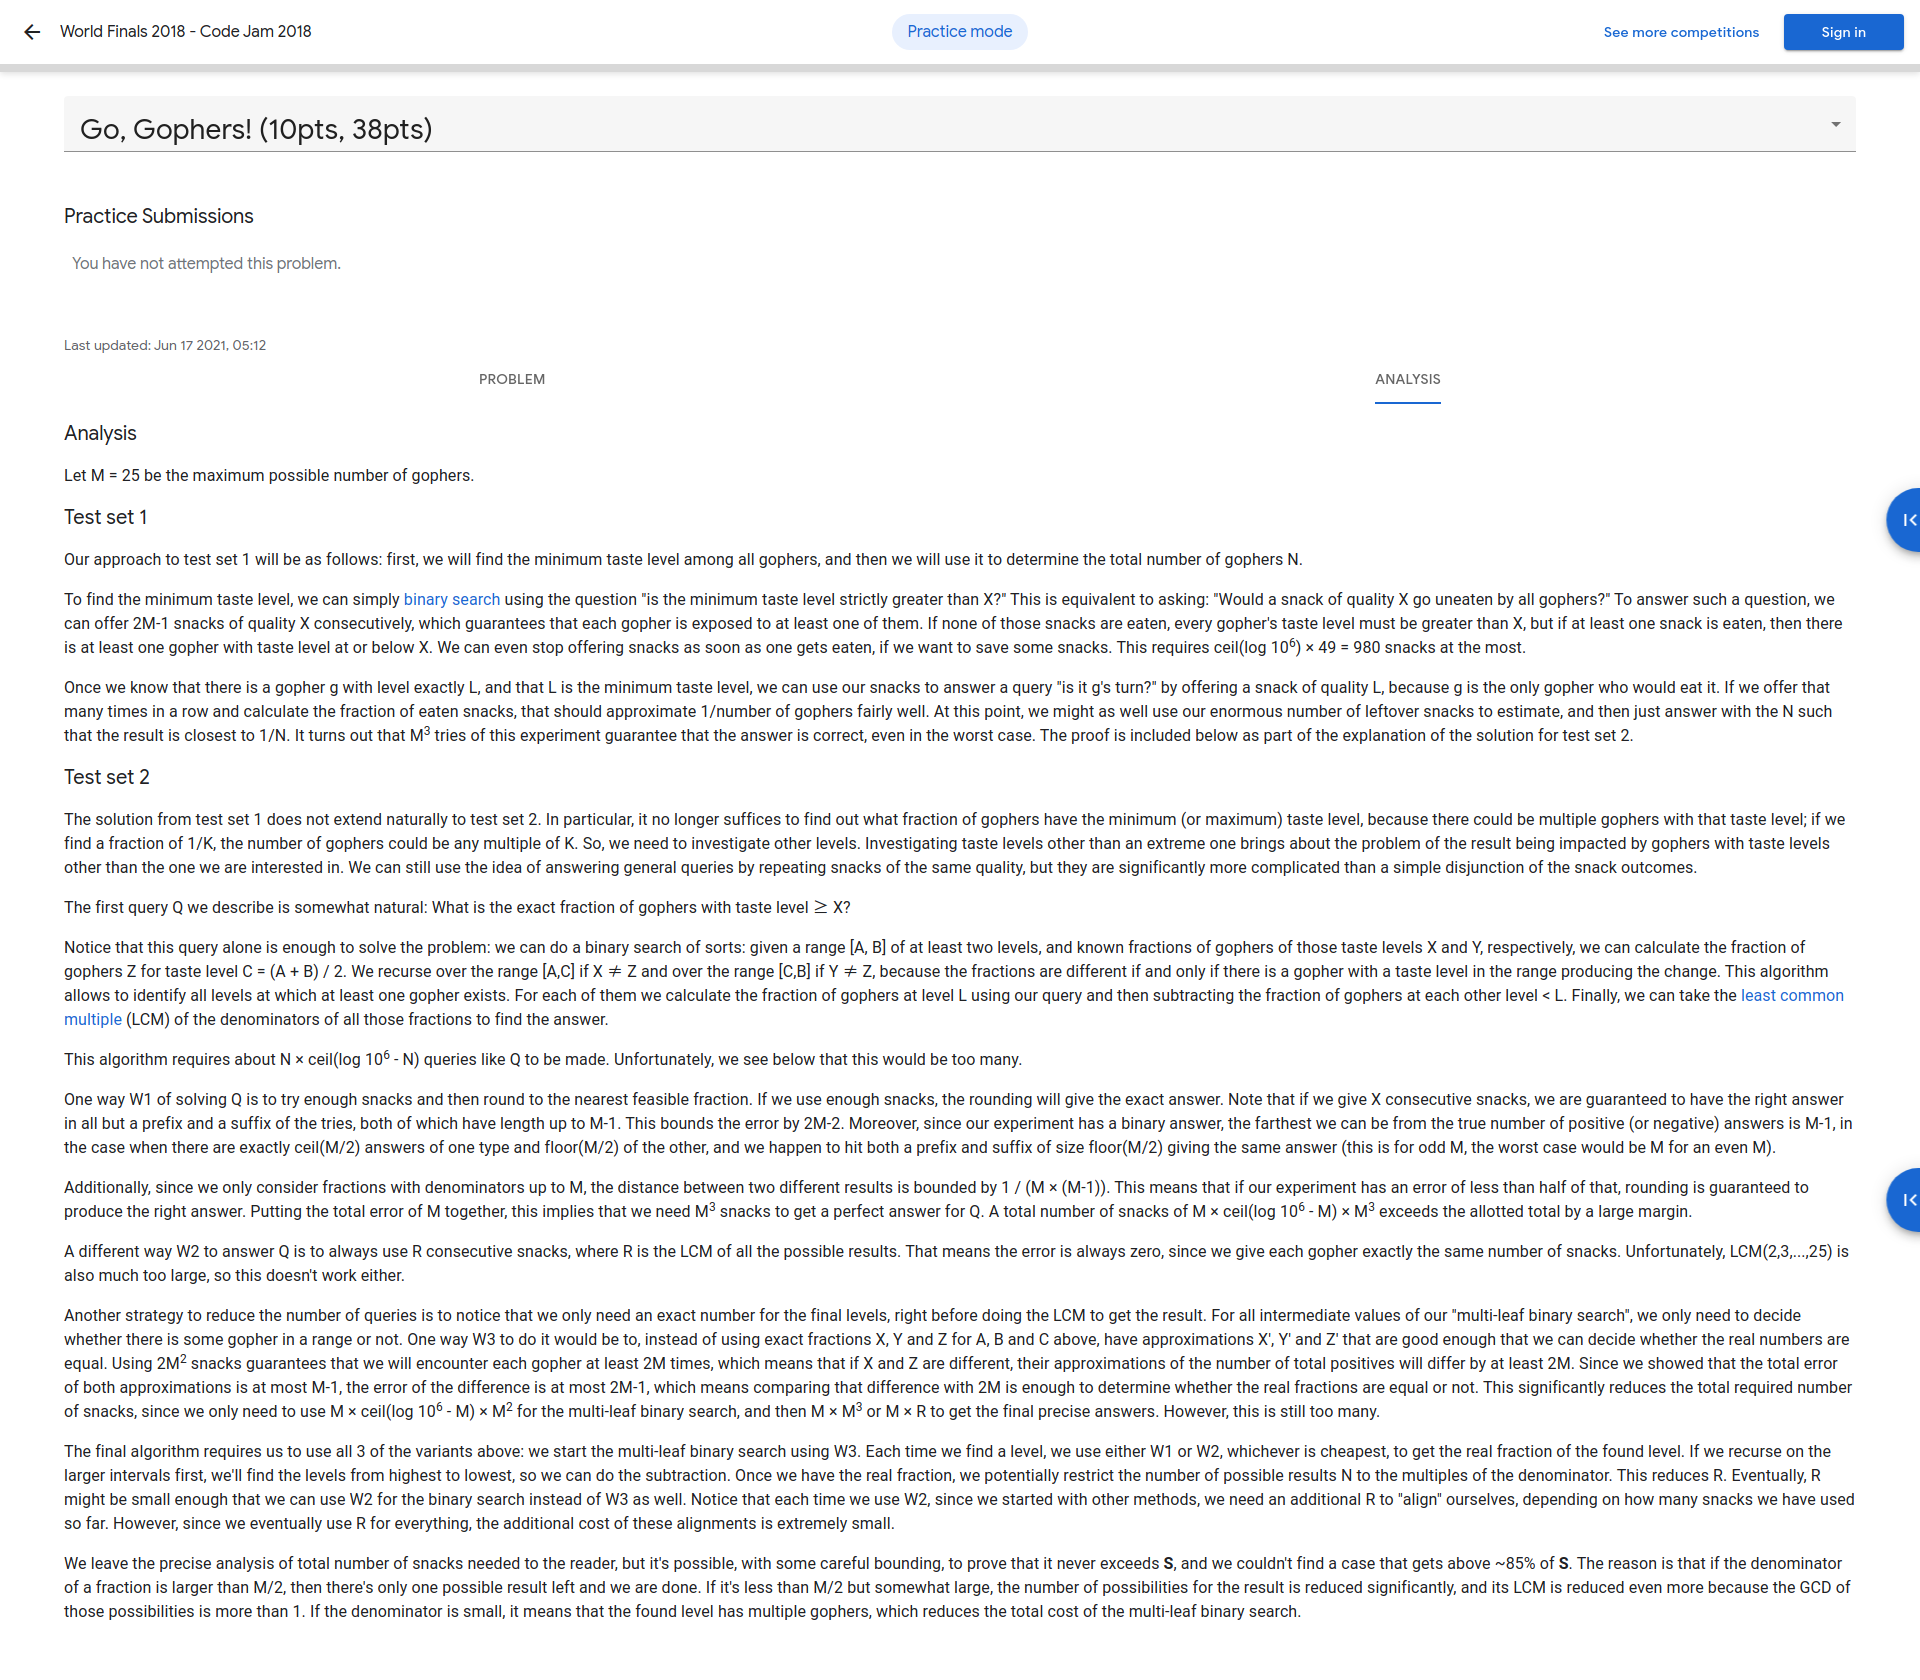 World Finals 2018 - Code Jam 2018
Practice mode
See more competitions
Sign in
Go, Gophers! (10pts, 38pts)
Practice Submissions
You have not attempted this problem.
Last updated: Jun 17 2021, 05:12
PROBLEM
ANALYSIS
Analysis
Let M = 25 be the maximum possible number of gophers.
Test set 1
Our approach to test set 1 will be as follows: first, we will find the minimum taste level among all gophers, and then we will use it to determine the total number of gophers N.
To find the minimum taste level, we can simply binary search using the question "is the minimum taste level strictly greater than X?" This is equivalent to asking: "Would a snack of quality X go uneaten by all gophers?" To answer such a question, we
can offer 2M-1 snacks of quality X consecutively, which guarantees that each gopher is exposed to at least one of them. If none of those snacks are eaten, every gopher's taste level must be greater than X, but if at least one snack is eaten, then there
is at least one gopher with taste level at or below X. We can even stop offering snacks as soon as one gets eaten, if we want to save some snacks. This requires ceil(log 10⁶) × 49 = 980 snacks at the most.
Once we know that there is a gopher g with level exactly L, and that L is the minimum taste level, we can use our snacks to answer a query "is it g's turn?" by offering a snack of quality L, because g is the only gopher who would eat it. If we offer that
many times in a row and calculate the fraction of eaten snacks, that should approximate 1/number of gophers fairly well. At this point, we might as well use our enormous number of leftover snacks to estimate, and then just answer with the N such
that the result is closest to 1/N. It turns out that M³ tries of this experiment guarantee that the answer is correct, even in the worst case. The proof is included below as part of the explanation of the solution for test set 2.
Test set 2
The solution from test set 1 does not extend naturally to test set 2. In particular, it no longer suffices to find out what fraction of gophers have the minimum (or maximum) taste level, because there could be multiple gophers with that taste level; if we
find a fraction of 1/K, the number of gophers could be any multiple of K. So, we need to investigate other levels. Investigating taste levels other than an extreme one brings about the problem of the result being impacted by gophers with taste levels
other than the one we are interested in. We can still use the idea of answering general queries by repeating snacks of the same quality, but they are significantly more complicated than a simple disjunction of the snack outcomes.
The first query Q we describe is somewhat natural: What is the exact fraction of gophers with taste level ≥ X?
Notice that this query alone is enough to solve the problem: we can do a binary search of sorts: given a range [A, B] of at least two levels, and known fractions of gophers of those taste levels X and Y, respectively, we can calculate the fraction of
gophers Z for taste level C = (A + B) / 2. We recurse over the range [A,C] if X ≠ Z and over the range [C,B] if Y ≠ Z, because the fractions are different if and only if there is a gopher with a taste level in the range producing the change. This algorithm
allows to identify all levels at which at least one gopher exists. For each of them we calculate the fraction of gophers at level L using our query and then subtracting the fraction of gophers at each other level < L. Finally, we can take the least common
multiple (LCM) of the denominators of all those fractions to find the answer.
This algorithm requires about N × ceil(log 10⁶ - N) queries like Q to be made. Unfortunately, we see below that this would be too many.
One way W1 of solving Q is to try enough snacks and then round to the nearest feasible fraction. If we use enough snacks, the rounding will give the exact answer. Note that if we give X consecutive snacks, we are guaranteed to have the right answer
in all but a prefix and a suffix of the tries, both of which have length up to M-1. This bounds the error by 2M-2. Moreover, since our experiment has a binary answer, the farthest we can be from the true number of positive (or negative) answers is M-1, in
the case when there are exactly ceil(M/2) answers of one type and floor(M/2) of the other, and we happen to hit both a prefix and suffix of size floor(M/2) giving the same answer (this is for odd M, the worst case would be M for an even M).
Additionally, since we only consider fractions with denominators up to M, the distance between two different results is bounded by 1 / (M × (M-1)). This means that if our experiment has an error of less than half of that, rounding is guaranteed to
produce the right answer. Putting the total error of M together, this implies that we need M³ snacks to get a perfect answer for Q. A total number of snacks of M × ceil(log 10⁶ - M) × M³ exceeds the allotted total by a large margin.
A different way W2 to answer Q is to always use R consecutive snacks, where R is the LCM of all the possible results. That means the error is always zero, since we give each gopher exactly the same number of snacks. Unfortunately, LCM(2,3,...,25) is
also much too large, so this doesn't work either.
Another strategy to reduce the number of queries is to notice that we only need an exact number for the final levels, right before doing the LCM to get the result. For all intermediate values of our "multi-leaf binary search", we only need to decide
whether there is some gopher in a range or not. One way W3 to do it would be to, instead of using exact fractions X, Y and Z for A, B and C above, have approximations X', Y' and Z' that are good enough that we can decide whether the real numbers are
equal. Using 2M² snacks guarantees that we will encounter each gopher at least 2M times, which means that if X and Z are different, their approximations of the number of total positives will differ by at least 2M. Since we showed that the total error
of both approximations is at most M-1, the error of the difference is at most 2M-1, which means comparing that difference with 2M is enough to determine whether the real fractions are equal or not. This significantly reduces the total required number
of snacks, since we only need to use M × ceil(log 10⁶ - M) × M² for the multi-leaf binary search, and then M × M³ or M × R to get the final precise answers. However, this is still too many.
The final algorithm requires us to use all 3 of the variants above: we start the multi-leaf binary search using W3. Each time we find a level, we use either W1 or W2, whichever is cheapest, to get the real fraction of the found level. If we recurse on the
larger intervals first, we'll find the levels from highest to lowest, so we can do the subtraction. Once we have the real fraction, we potentially restrict the number of possible results N to the multiples of the denominator. This reduces R. Eventually, R
might be small enough that we can use W2 for the binary search instead of W3 as well. Notice that each time we use W2, since we started with other methods, we need an additional R to "align" ourselves, depending on how many snacks we have used
so far. However, since we eventually use R for everything, the additional cost of these alignments is extremely small.
We leave the precise analysis of total number of snacks needed to the reader, but it's possible, with some careful bounding, to prove that it never exceeds S, and we couldn't find a case that gets above ~85% of S. The reason is that if the denominator
of a fraction is larger than M/2, then there's only one possible result left and we are done. If it's less than M/2 but somewhat large, the number of possibilities for the result is reduced significantly, and its LCM is reduced even more because the GCD of
those possibilities is more than 1. If the denominator is small, it means that the found level has multiple gophers, which reduces the total cost of the multi-leaf binary search.